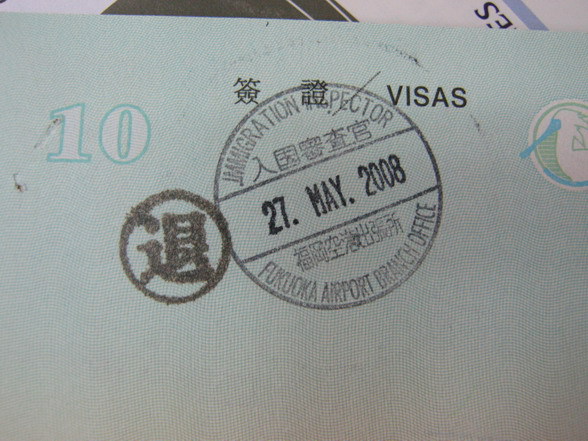 ES
簽 證 VISAS
10
IMMIGRATION INSPECTOR
入国審査官
27. MAY. 2008
福岡空港出張所
FUKUOKA AIRPORT BRANCH OFFICE
退